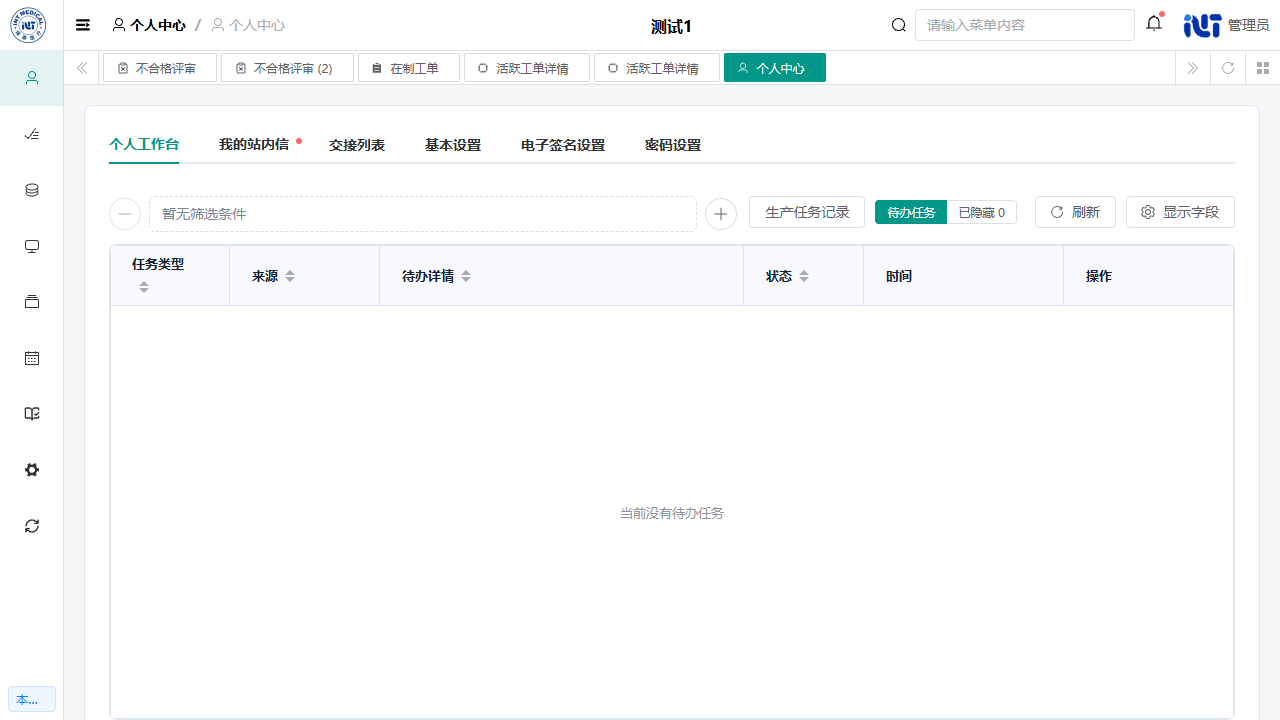 个人中心 / 个人中心
测试1
请输入菜单内容
管理员
不合格评审
不合格评审 (2)
在制工单
活跃工单详情
活跃工单详情
个人中心
个人工作台
我的站内信
交接列表
基本设置
电子签名设置
密码设置
暂无筛选条件
生产任务记录
待办任务
已隐藏 0
刷新
显示字段
任务类型
来源
待办详情
状态
时间
操作
当前没有待办任务
本...